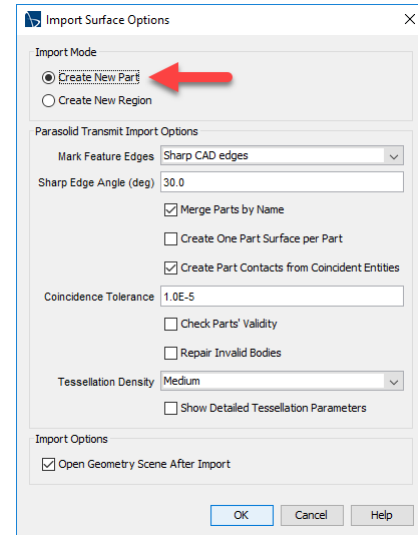 Import Surface Options
Import Mode
Create New Part
Create New Region
Parasolid Transmit Import Options
Mark Feature Edges Sharp CAD edges
Sharp Edge Angle (deg) 30.0
Merge Parts by Name
Create One Part Surface per Part
Create Part Contacts from Coincident Entities
Coincidence Tolerance 1.0E-5
Check Parts' Validity
Repair Invalid Bodies
Tessellation Density Medium
Show Detailed Tessellation Parameters
Import Options
Open Geometry Scene After Import
OK Cancel Help